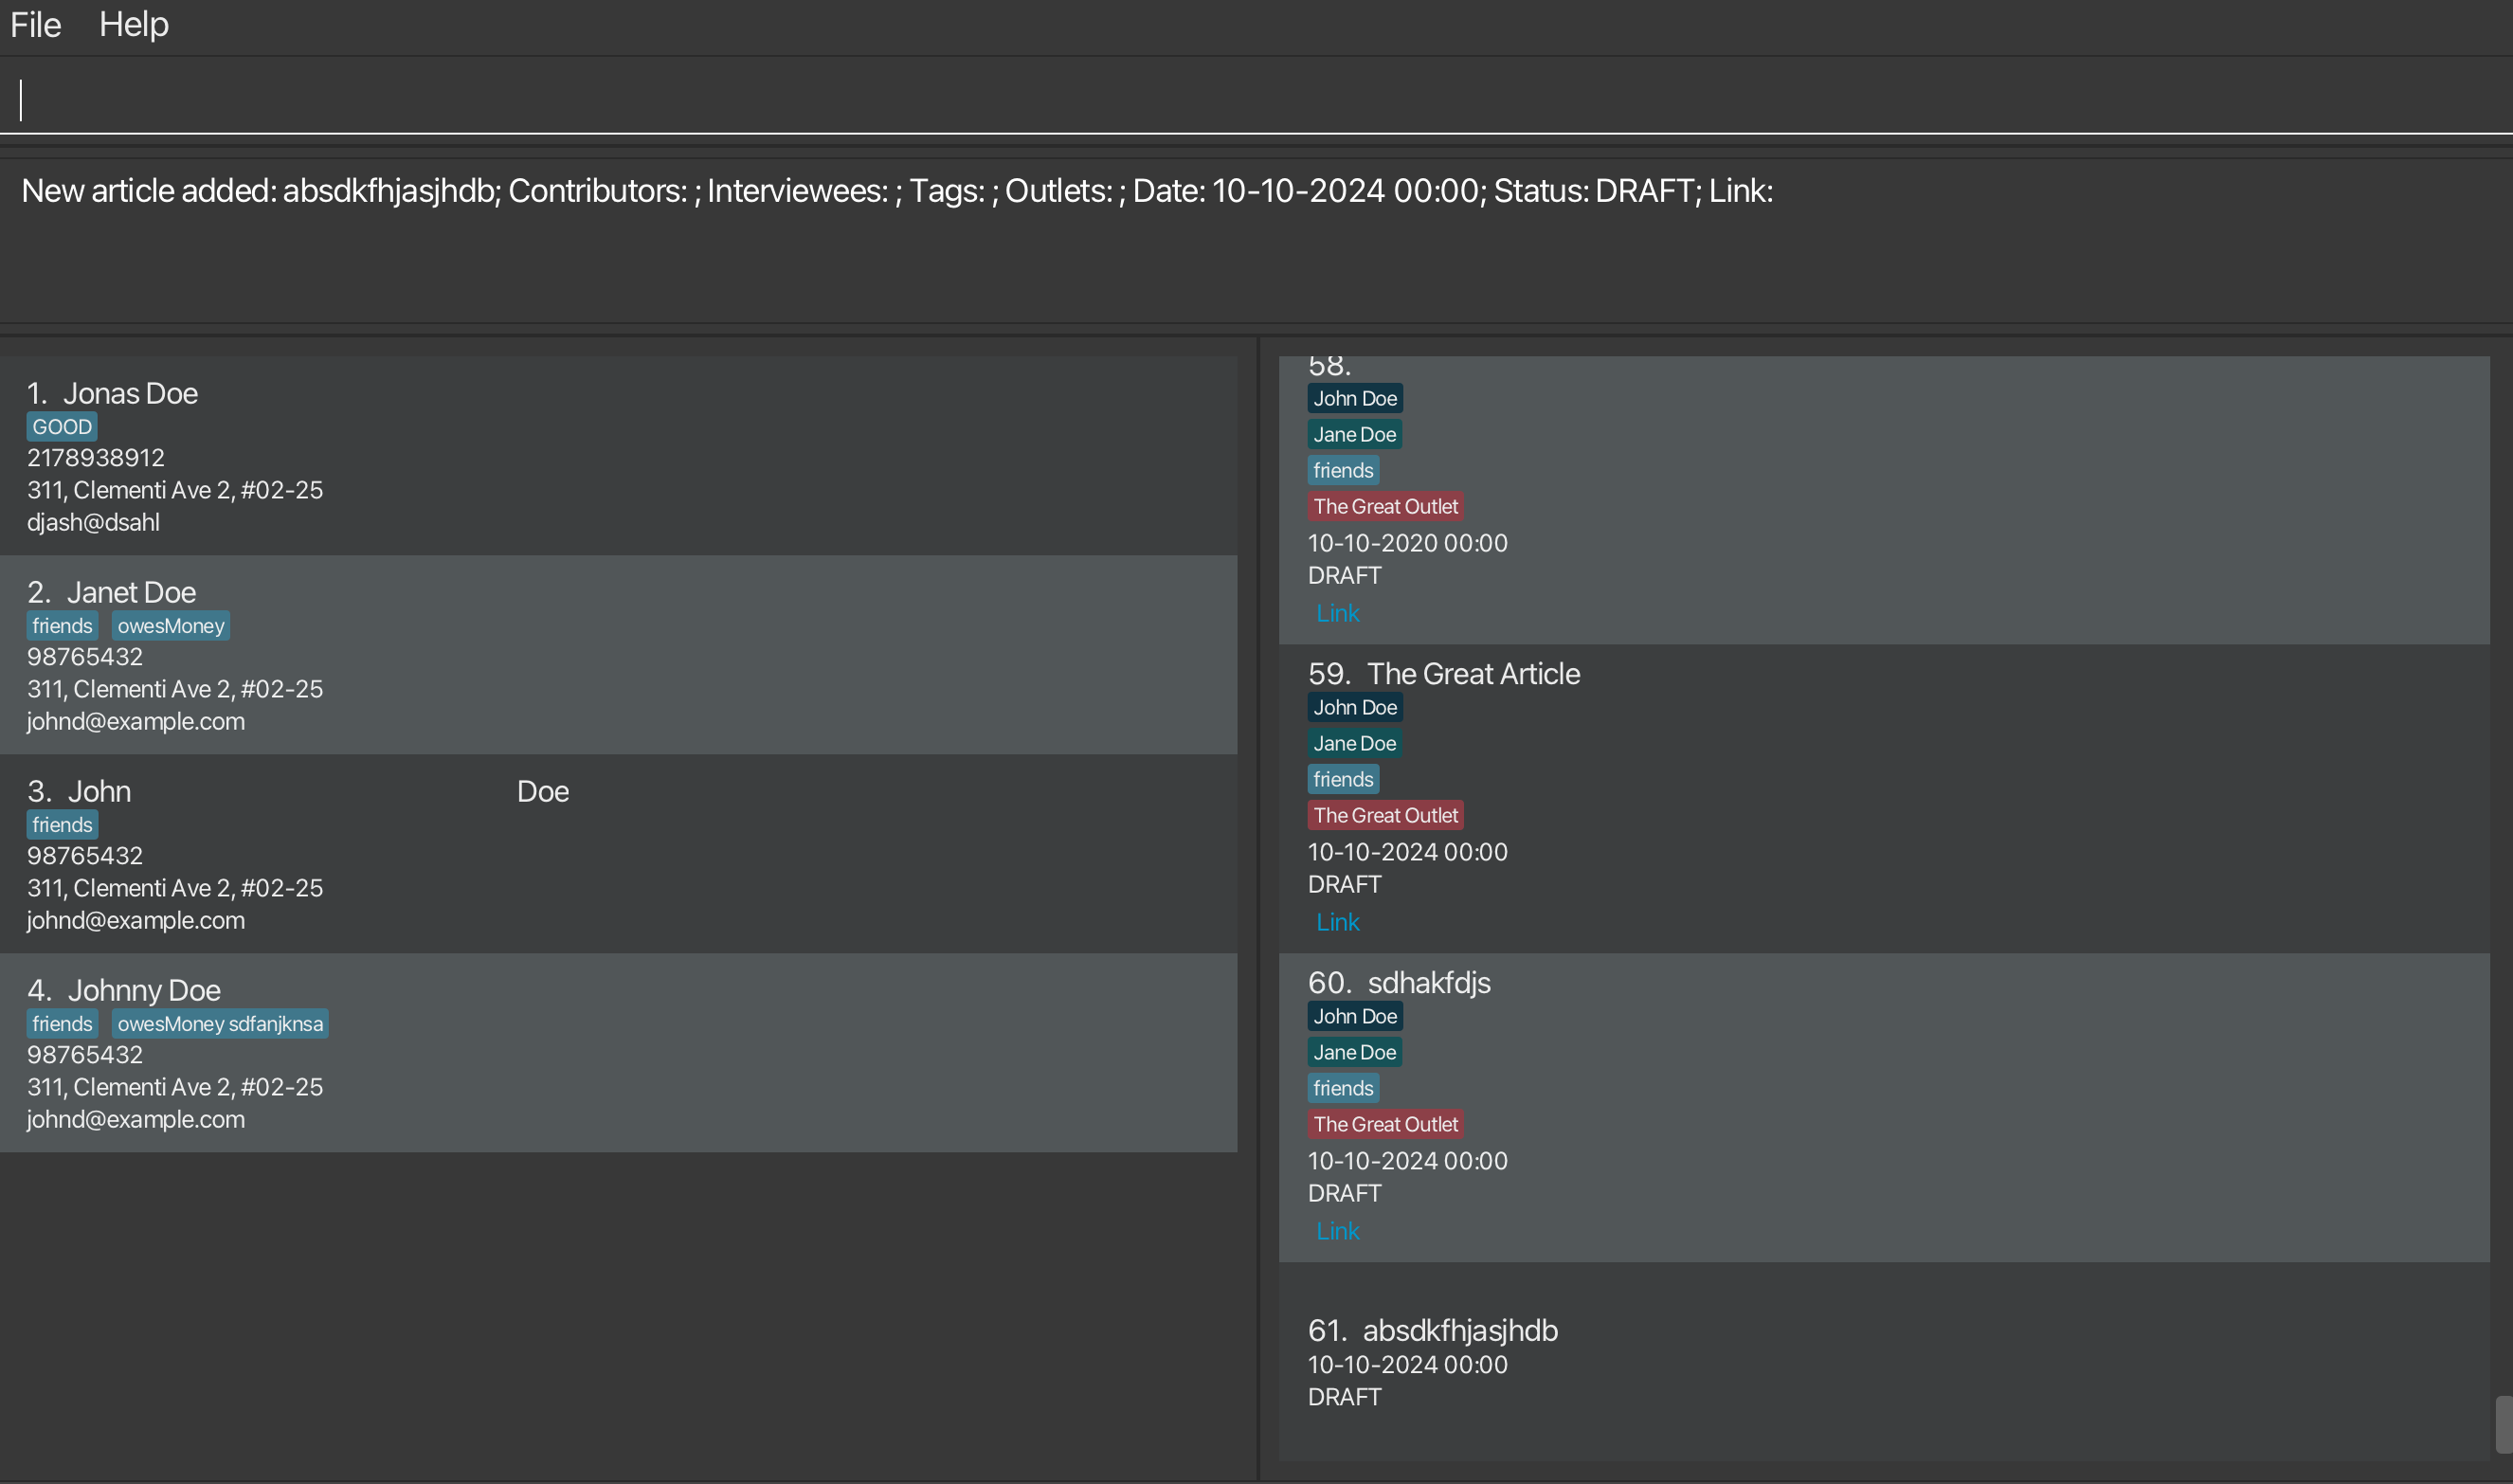 File Help
New article added: absdkfhjasjhdb; Contributors: ; Interviewees: ; Tags: ; Outlets: ; Date: 10-10-2024 00:00; Status: DRAFT; Link:
1. Jonas Doe
GOOD
2178938912
311, Clementi Ave 2, #02-25
djash@dsahl
2. Janet Doe
friends owesMoney
98765432
311, Clementi Ave 2, #02-25
johnd@example.com
3. John Doe
friends
98765432
311, Clementi Ave 2, #02-25
johnd@example.com
4. Johnny Doe
friends owesMoney sdfanjknsa
98765432
311, Clementi Ave 2, #02-25
johnd@example.com
58.
John Doe
Jane Doe
friends
The Great Outlet
10-10-2020 00:00
DRAFT
Link
59. The Great Article
John Doe
Jane Doe
friends
The Great Outlet
10-10-2024 00:00
DRAFT
Link
60. sdhakfdjs
John Doe
Jane Doe
friends
The Great Outlet
10-10-2024 00:00
DRAFT
Link
61. absdkfhjasjhdb
10-10-2024 00:00
DRAFT